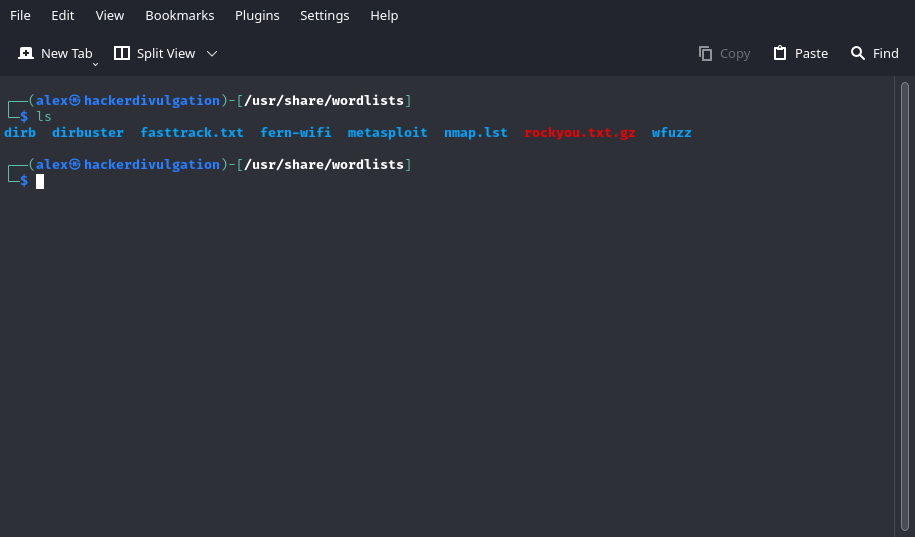 File Edit View Bookmarks Plugins Settings Help
New Tab Split View Copy Paste Find
┌──(alex㉿hackerdivulgation)-[/usr/share/wordlists]
└─$ ls
dirb dirbuster fasttrack.txt fern-wifi metasploit nmap.lst rockyou.txt.gz wfuzz
┌──(alex㉿hackerdivulgation)-[/usr/share/wordlists]
└─$